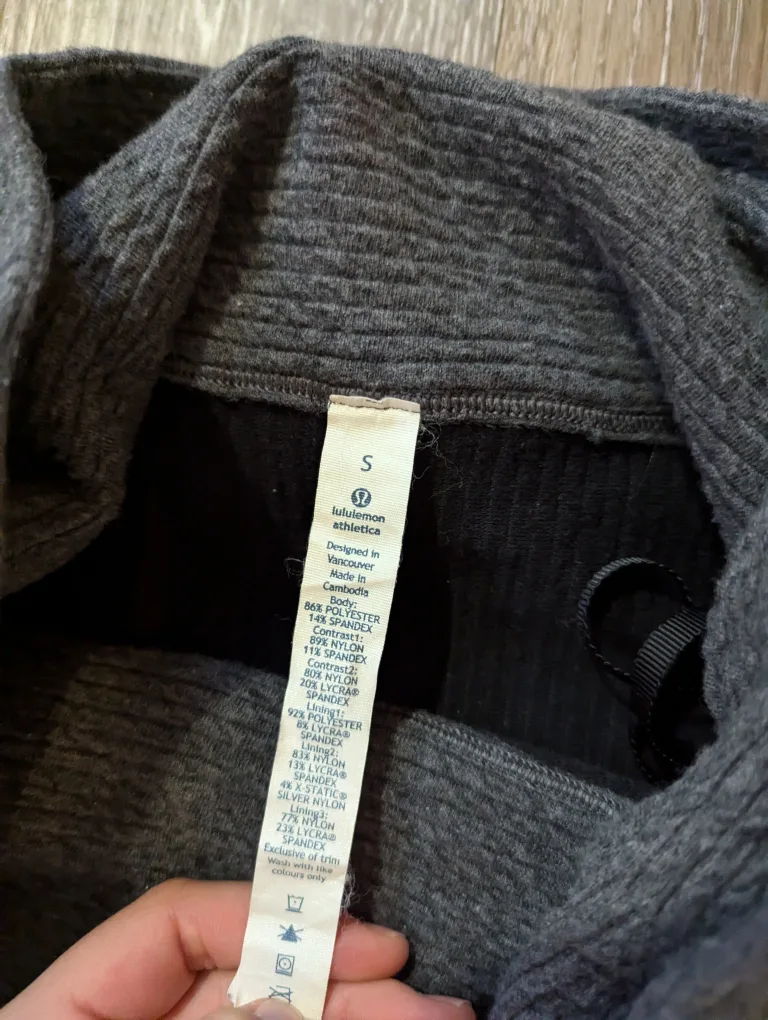 S
lululemon
athletica
Designed in
Vancouver
Made in
Cambodia
Body:
86% POLYESTER
14% SPANDEX
Contrast1:
89% NYLON
11% SPANDEX
Contrast2:
80% NYLON
20% LYCRA®
SPANDEX
Lining1:
92% POLYESTER
8% LYCRA®
SPANDEX
Lining2:
83% NYLON
13% LYCRA®
SPANDEX
4% X-STATIC®
SILVER NYLON
Lining3:
77% NYLON
23% LYCRA®
SPANDEX
Exclusive of trim
Wash with like
colours only